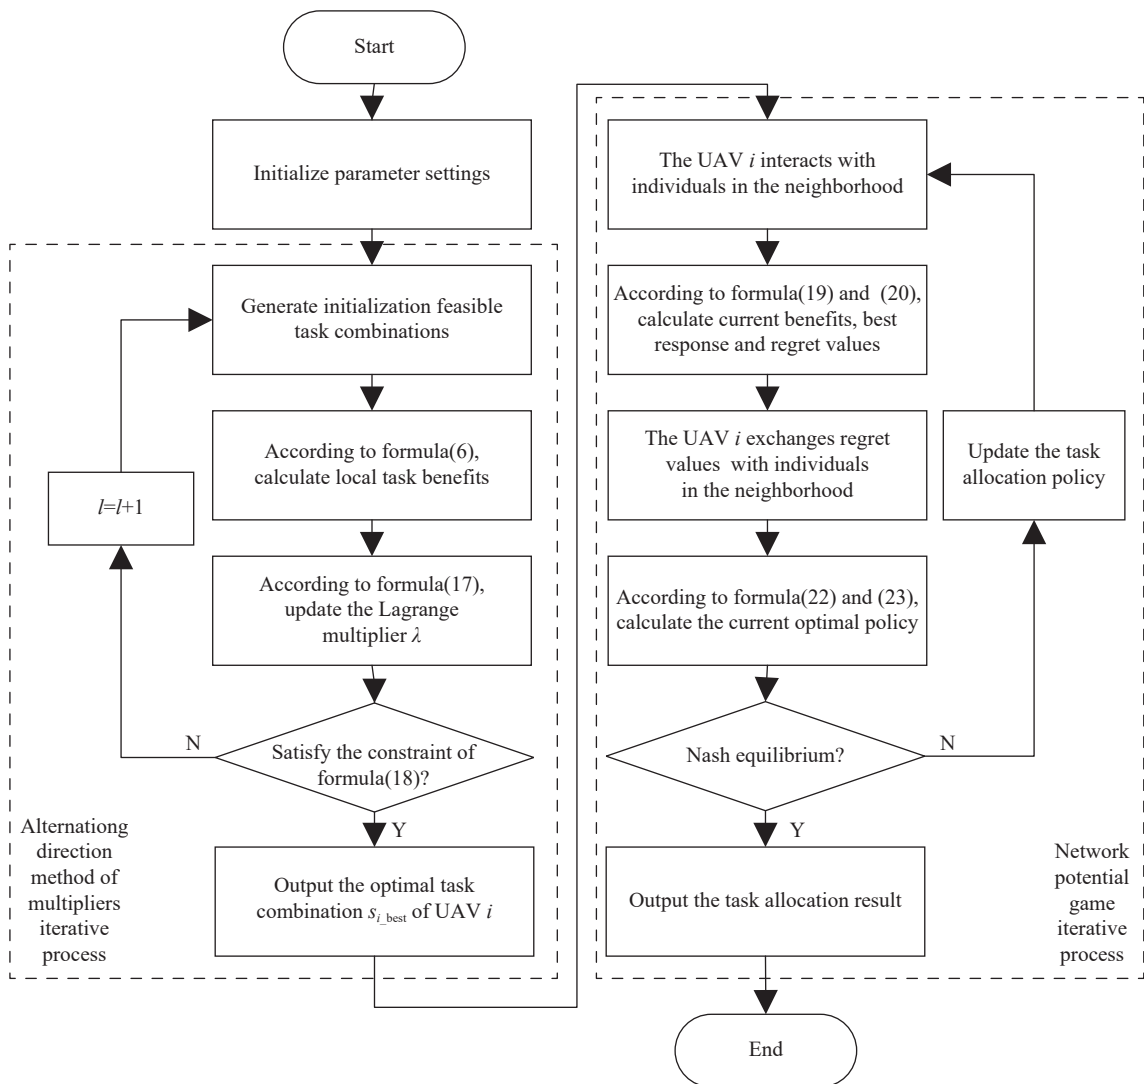 Start
Initialize parameter settings
Generate initialization feasible
task combinations
According to formula(6),
calculate local task benefits
l=l+1
According to formula(17),
update the Lagrange
multiplier λ
N
Satisfy the constraint of
formula(18)?
Y
Alternationg
direction
method of
multipliers
iterative
process
Output the optimal task
combination s_{i_best} of UAV i
The UAV i interacts with
individuals in the neighborhood
According to formula(19) and (20),
calculate current benefits, best
response and regret values
The UAV i exchanges regret
values with individuals
in the neighborhood
Update the task
allocation policy
According to formula(22) and (23),
calculate the current optimal policy
Nash equilibrium?
N
Y
Output the task allocation result
Network
potential
game
iterative
process
End